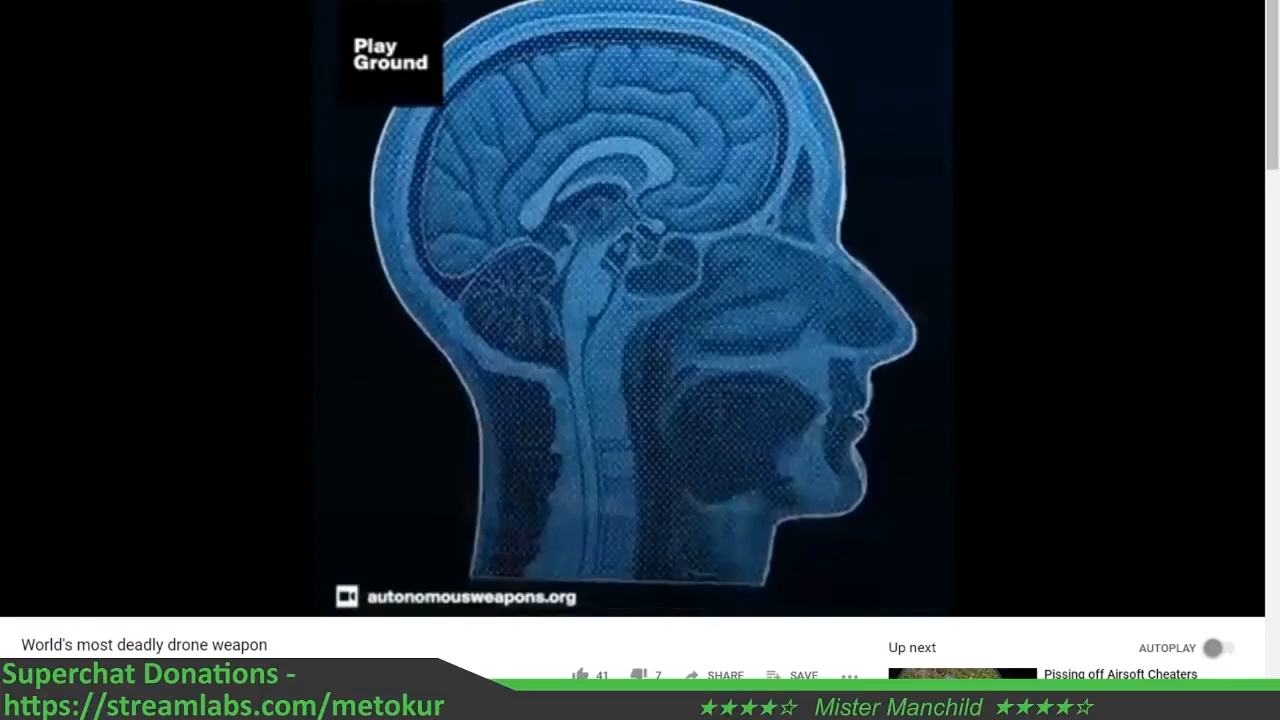 Play
Ground
autonomousweapons.org
World's most deadly drone weapon
Up next
AUTOPLAY
41
7
SHARE
SAVE
Pissing off Airsoft Cheaters
Superchat Donations -
https://streamlabs.com/metokur
★★★★☆ Mister Manchild ★★★★☆